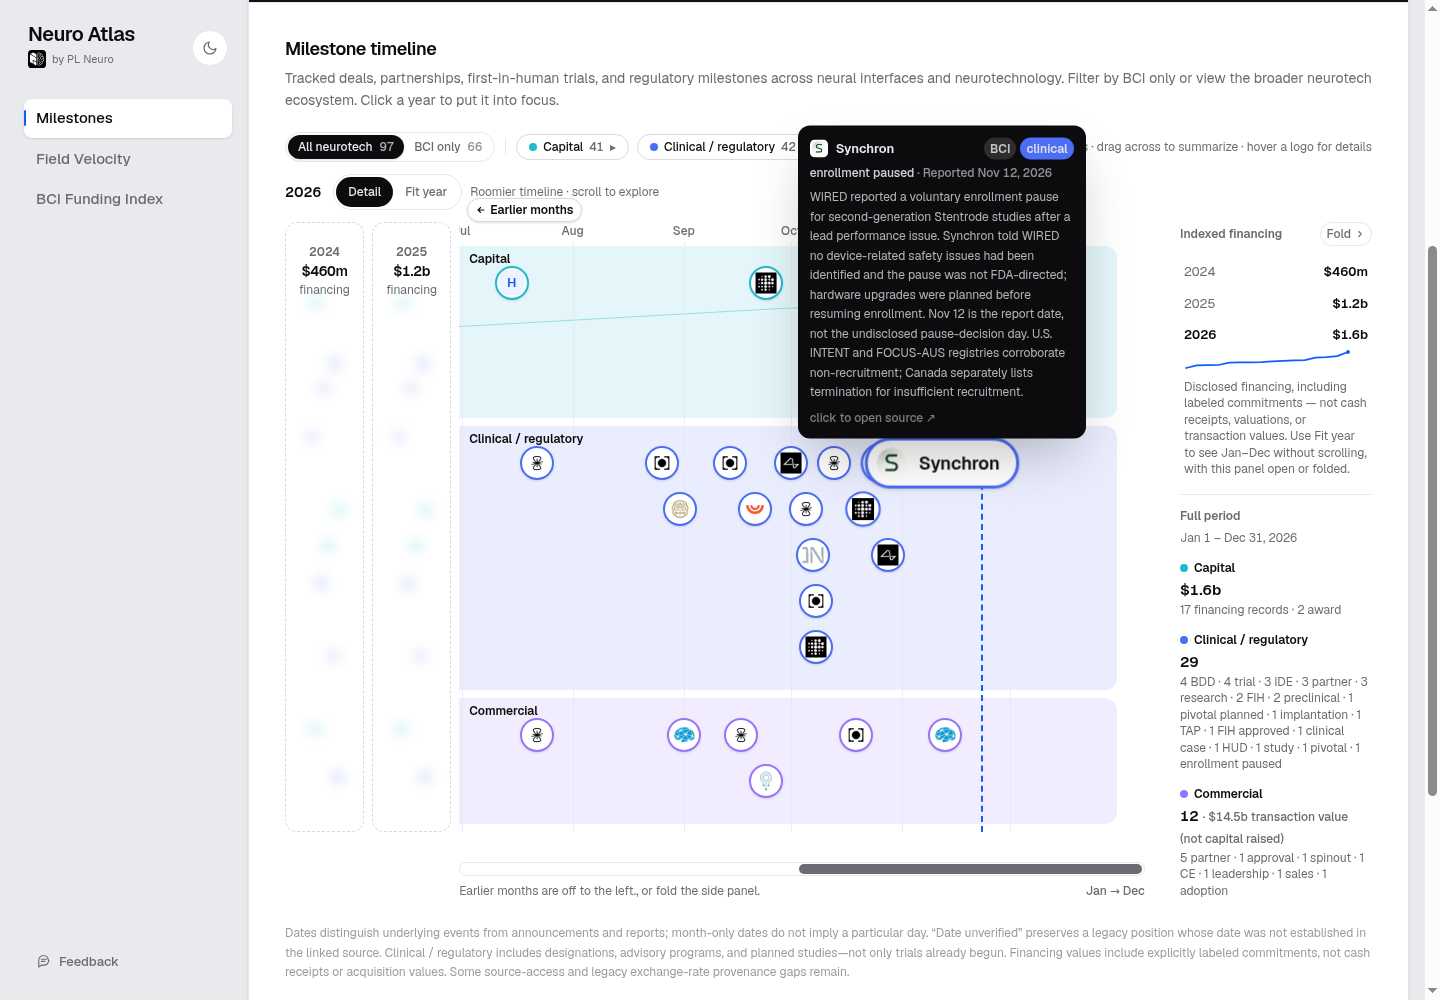 Neuro Atlas
by PL Neuro
Milestones
Field Velocity
BCI Funding Index
Feedback
Milestone timeline
Tracked deals, partnerships, first-in-human trials, and regulatory milestones across neural interfaces and neurotechnology. Filter by BCI only or view the broader neurotech
ecosystem. Click a year to put it into focus.
All neurotech 97
BCI only 66
Capital 41 ▸
Clinical / regulatory 42
s · drag across to summarize · hover a logo for details
2026
Detail
Fit year
Roomier timeline · scroll to explore
← Earlier months
2024
$460m
financing
2025
$1.2b
financing
ul
Aug
Sep
Oct
Capital
H
Clinical / regulatory
Synchron
IN
Commercial
S Synchron
BCI
clinical
enrollment paused · Reported Nov 12, 2026
WIRED reported a voluntary enrollment pause
for second-generation Stentrode studies after a
lead performance issue. Synchron told WIRED
no device-related safety issues had been
identified and the pause was not FDA-directed;
hardware upgrades were planned before
resuming enrollment. Nov 12 is the report date,
not the undisclosed pause-decision day. U.S.
INTENT and FOCUS-AUS registries corroborate
non-recruitment; Canada separately lists
termination for insufficient recruitment.
click to open source ↗
Earlier months are off to the left., or fold the side panel.
Jan → Dec
Indexed financing
Fold ›
2024 $460m
2025 $1.2b
2026 $1.6b
Disclosed financing, including
labeled commitments — not cash
receipts, valuations, or
transaction values. Use Fit year
to see Jan–Dec without scrolling,
with this panel open or folded.
Full period
Jan 1 – Dec 31, 2026
Capital
$1.6b
17 financing records · 2 award
Clinical / regulatory
29
4 BDD · 4 trial · 3 IDE · 3 partner · 3
research · 2 FIH · 2 preclinical · 1
pivotal planned · 1 implantation · 1
TAP · 1 FIH approved · 1 clinical
case · 1 HUD · 1 study · 1 pivotal · 1
enrollment paused
Commercial
12 · $14.5b transaction value
(not capital raised)
5 partner · 1 approval · 1 spinout · 1
CE · 1 leadership · 1 sales · 1
adoption
Dates distinguish underlying events from announcements and reports; month-only dates do not imply a particular day. “Date unverified” preserves a legacy position whose date was not established in
the linked source. Clinical / regulatory includes designations, advisory programs, and planned studies—not only trials already begun. Financing values include explicitly labeled commitments, not cash
receipts or acquisition values. Some source-access and legacy exchange-rate provenance gaps remain.